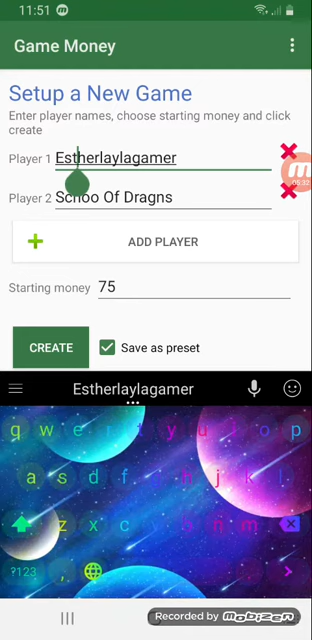 11:51
Game Money
Setup a New Game
Enter player names, choose starting money and click
create
Player 1 Estherlaylagamer
05:32
Player 2 Schoo Of Dragns
ADD PLAYER
Starting money 75
CREATE Save as preset
Estherlaylagamer
q w e r t y u i o p
a s d f g h j k l
z x c v b n m
?123 ,
Recorded by mobizen